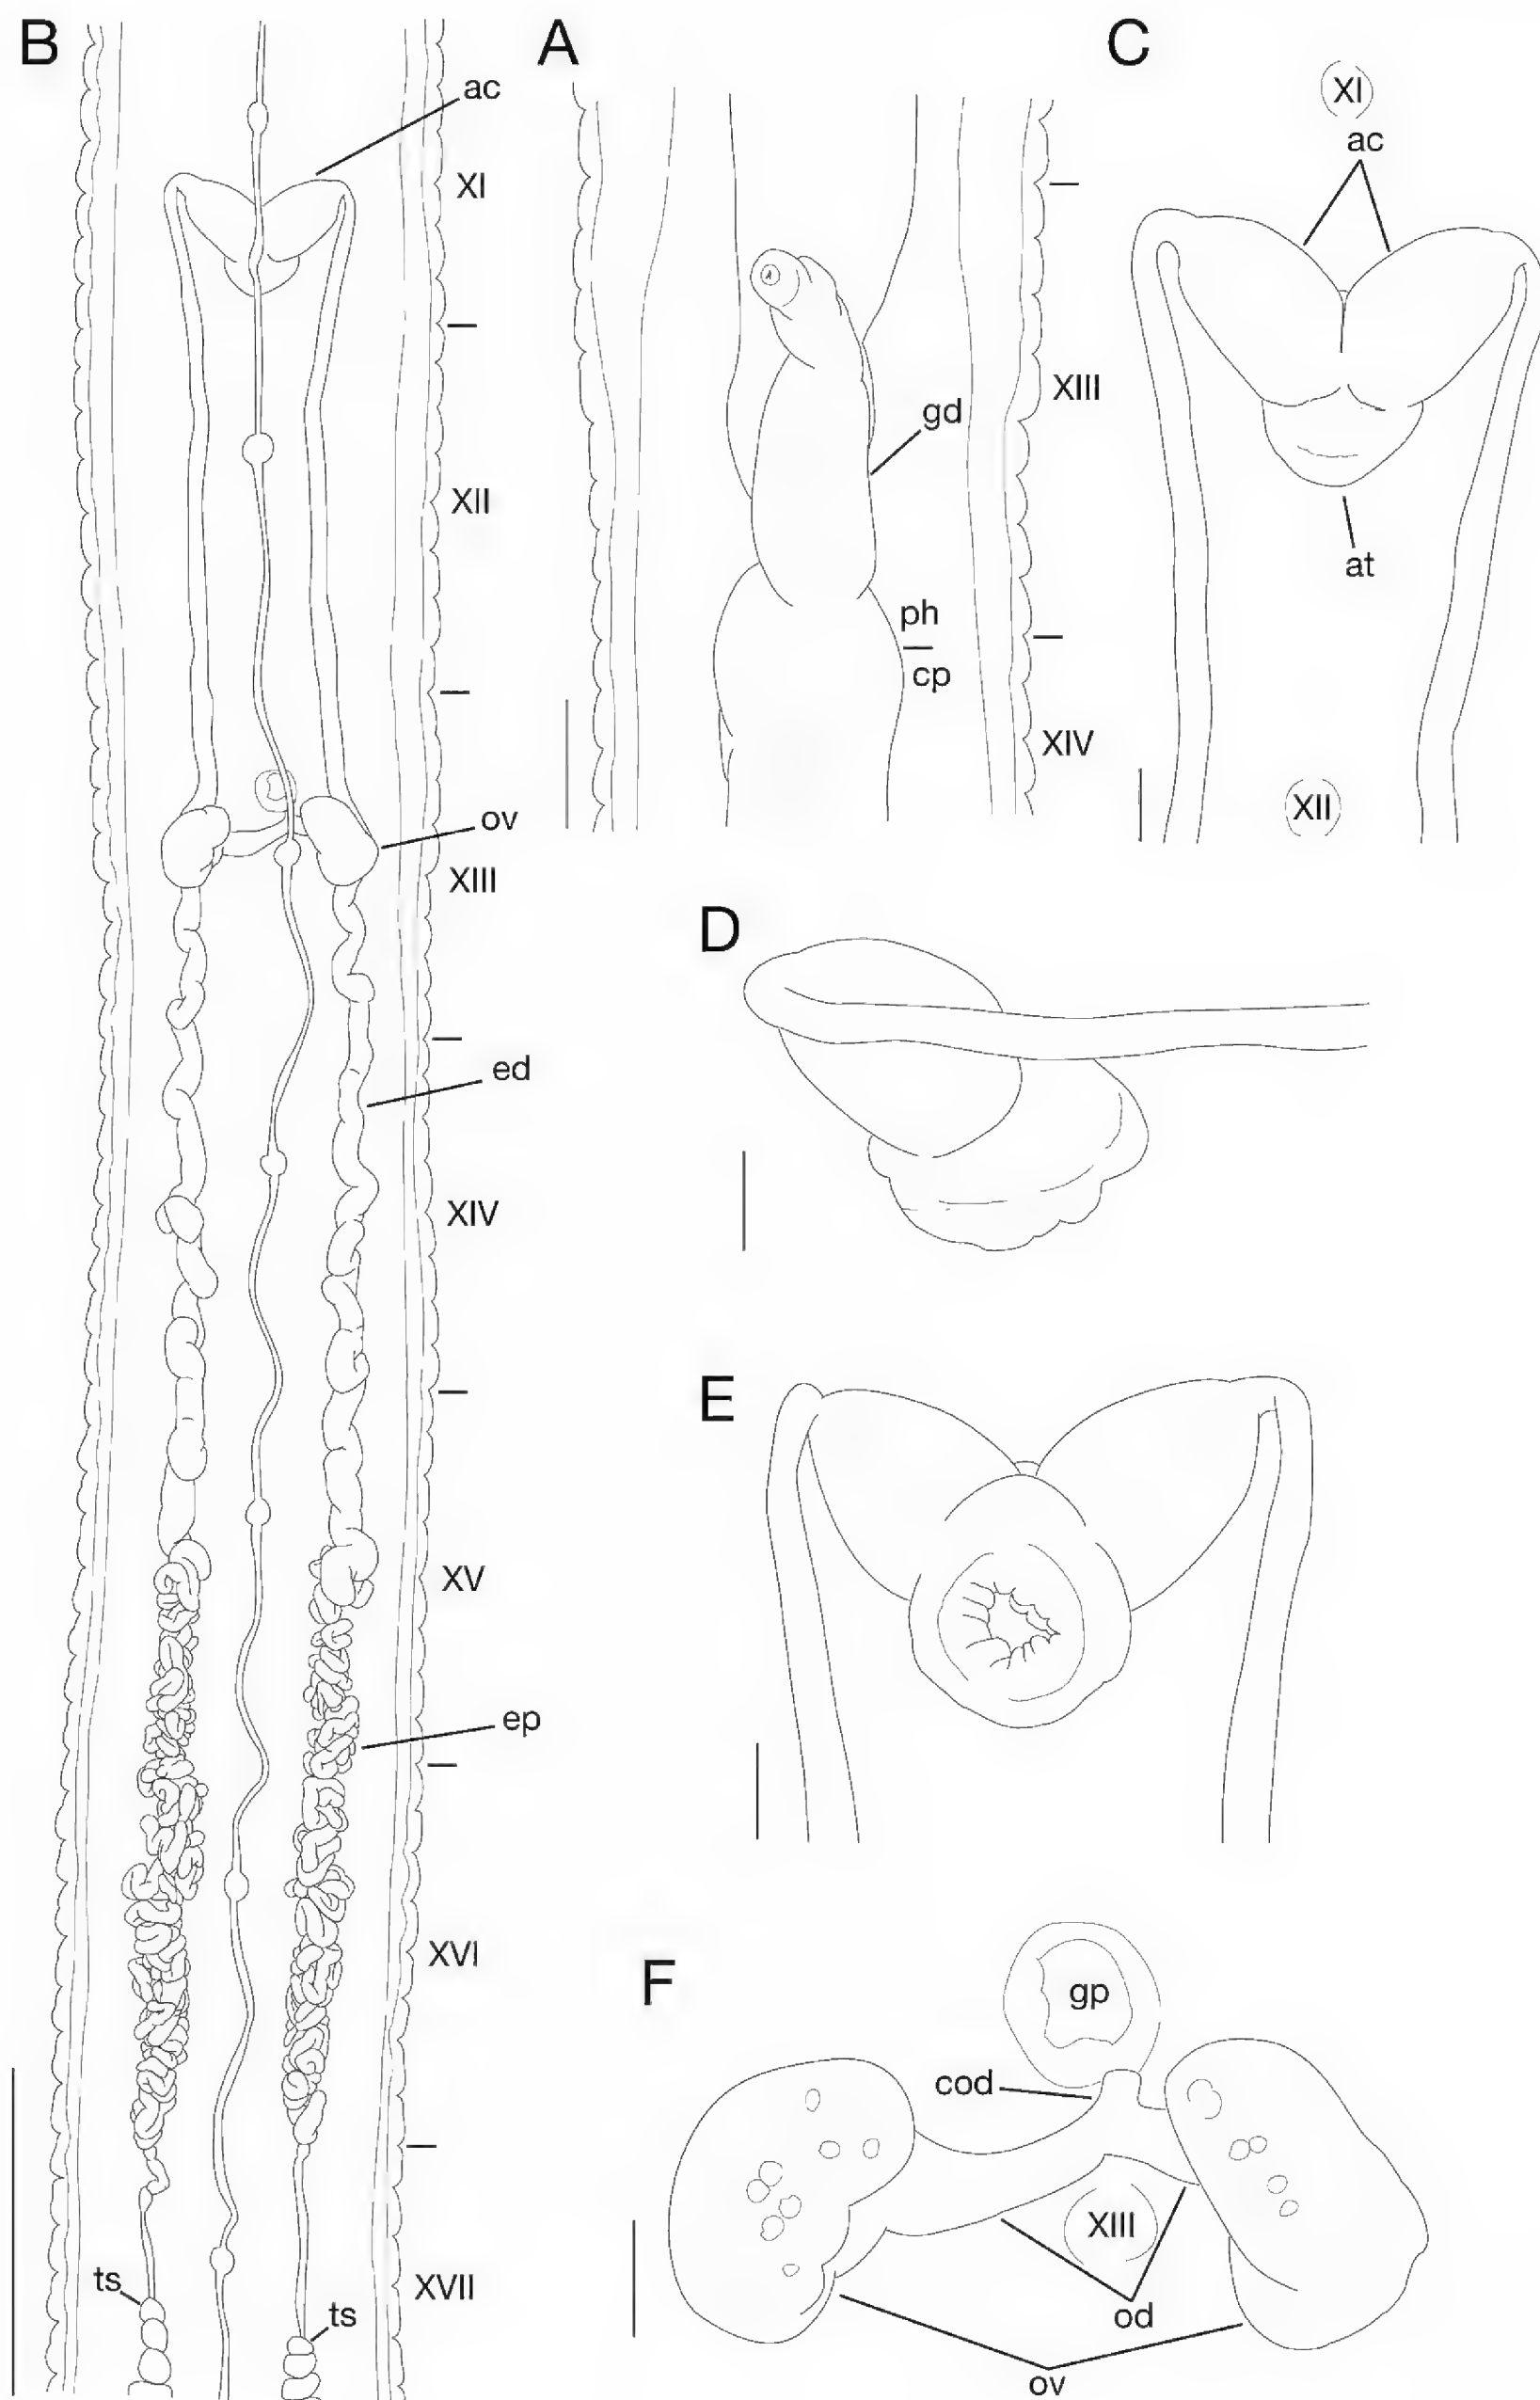 B
ac
XI
XII
ov
XIII
ed
XIV
XV
ep
XVI
XVII
ts
ts
A
XIII
gd
ph
cp
XIV
C
XI
ac
at
XII
D
E
F
gp
cod
XIII
od
ov